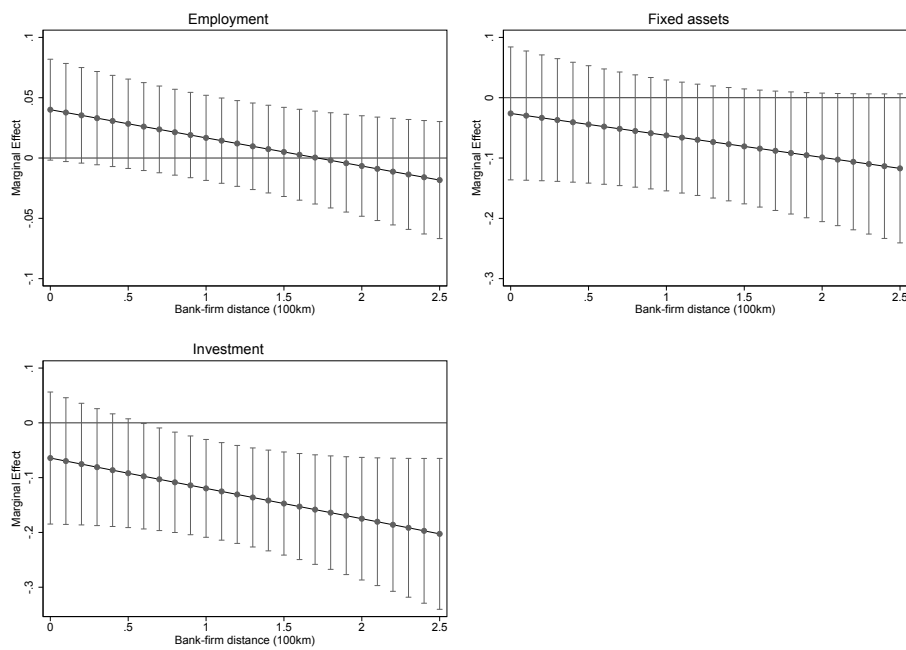 Employment
.1
.05
0
-.05
-.1
Marginal Effect
0 .5 1 1.5 2 2.5
Bank-firm distance (100km)
Fixed assets
.1
0
-.1
-.2
-.3
Marginal Effect
0 .5 1 1.5 2 2.5
Bank-firm distance (100km)
Investment
.1
0
-.1
-.2
-.3
Marginal Effect
0 .5 1 1.5 2 2.5
Bank-firm distance (100km)